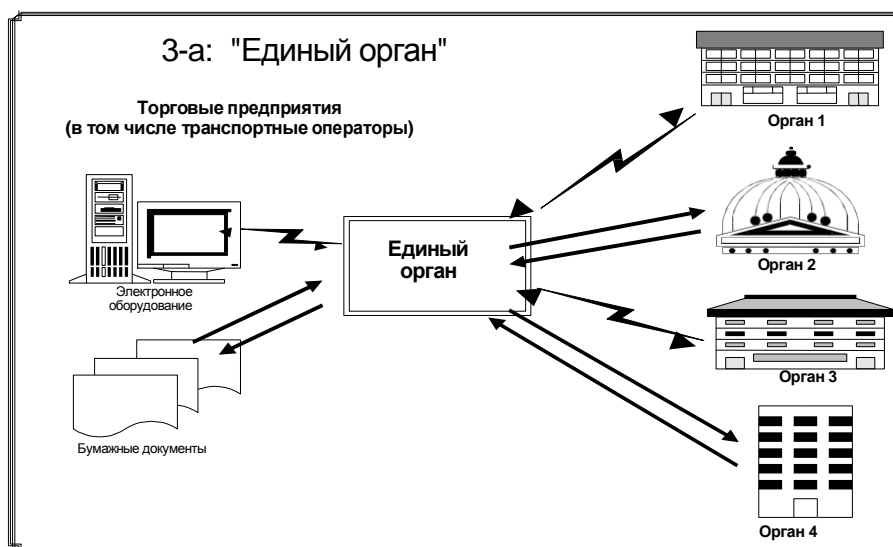 3-а: "Единый орган"
Торговые предприятия
(в том числе транспортные операторы)
Орган 1
Единый
орган
Орган 2
Электронное
оборудование
Орган 3
Бумажные документы
Орган 4